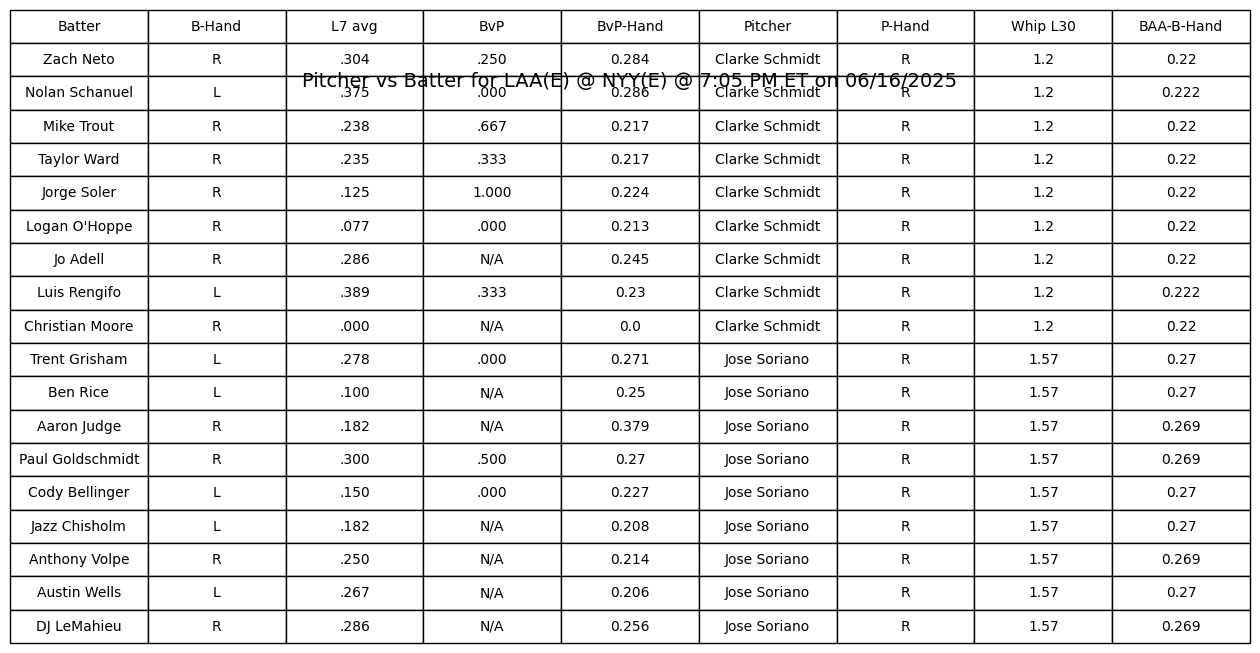 Batter B-Hand L7 avg BvP BvP-Hand Pitcher P-Hand Whip L30 BAA-B-Hand
Zach Neto R .304 .250 0.284 Clarke Schmidt R 1.2 0.22
Pitcher vs Batter for LAA(E) @ NYY(E) @ 7:05 PM ET on 06/16/2025
Nolan Schanuel L .375 .000 0.286 Clarke Schmidt R 1.2 0.222
Mike Trout R .238 .667 0.217 Clarke Schmidt R 1.2 0.22
Taylor Ward R .235 .333 0.217 Clarke Schmidt R 1.2 0.22
Jorge Soler R .125 1.000 0.224 Clarke Schmidt R 1.2 0.22
Logan O'Hoppe R .077 .000 0.213 Clarke Schmidt R 1.2 0.22
Jo Adell R .286 N/A 0.245 Clarke Schmidt R 1.2 0.22
Luis Rengifo L .389 .333 0.23 Clarke Schmidt R 1.2 0.222
Christian Moore R .000 N/A 0.0 Clarke Schmidt R 1.2 0.22
Trent Grisham L .278 .000 0.271 Jose Soriano R 1.57 0.27
Ben Rice L .100 N/A 0.25 Jose Soriano R 1.57 0.27
Aaron Judge R .182 N/A 0.379 Jose Soriano R 1.57 0.269
Paul Goldschmidt R .300 .500 0.27 Jose Soriano R 1.57 0.269
Cody Bellinger L .150 .000 0.227 Jose Soriano R 1.57 0.27
Jazz Chisholm L .182 N/A 0.208 Jose Soriano R 1.57 0.27
Anthony Volpe R .250 N/A 0.214 Jose Soriano R 1.57 0.269
Austin Wells L .267 N/A 0.206 Jose Soriano R 1.57 0.27
DJ LeMahieu R .286 N/A 0.256 Jose Soriano R 1.57 0.269